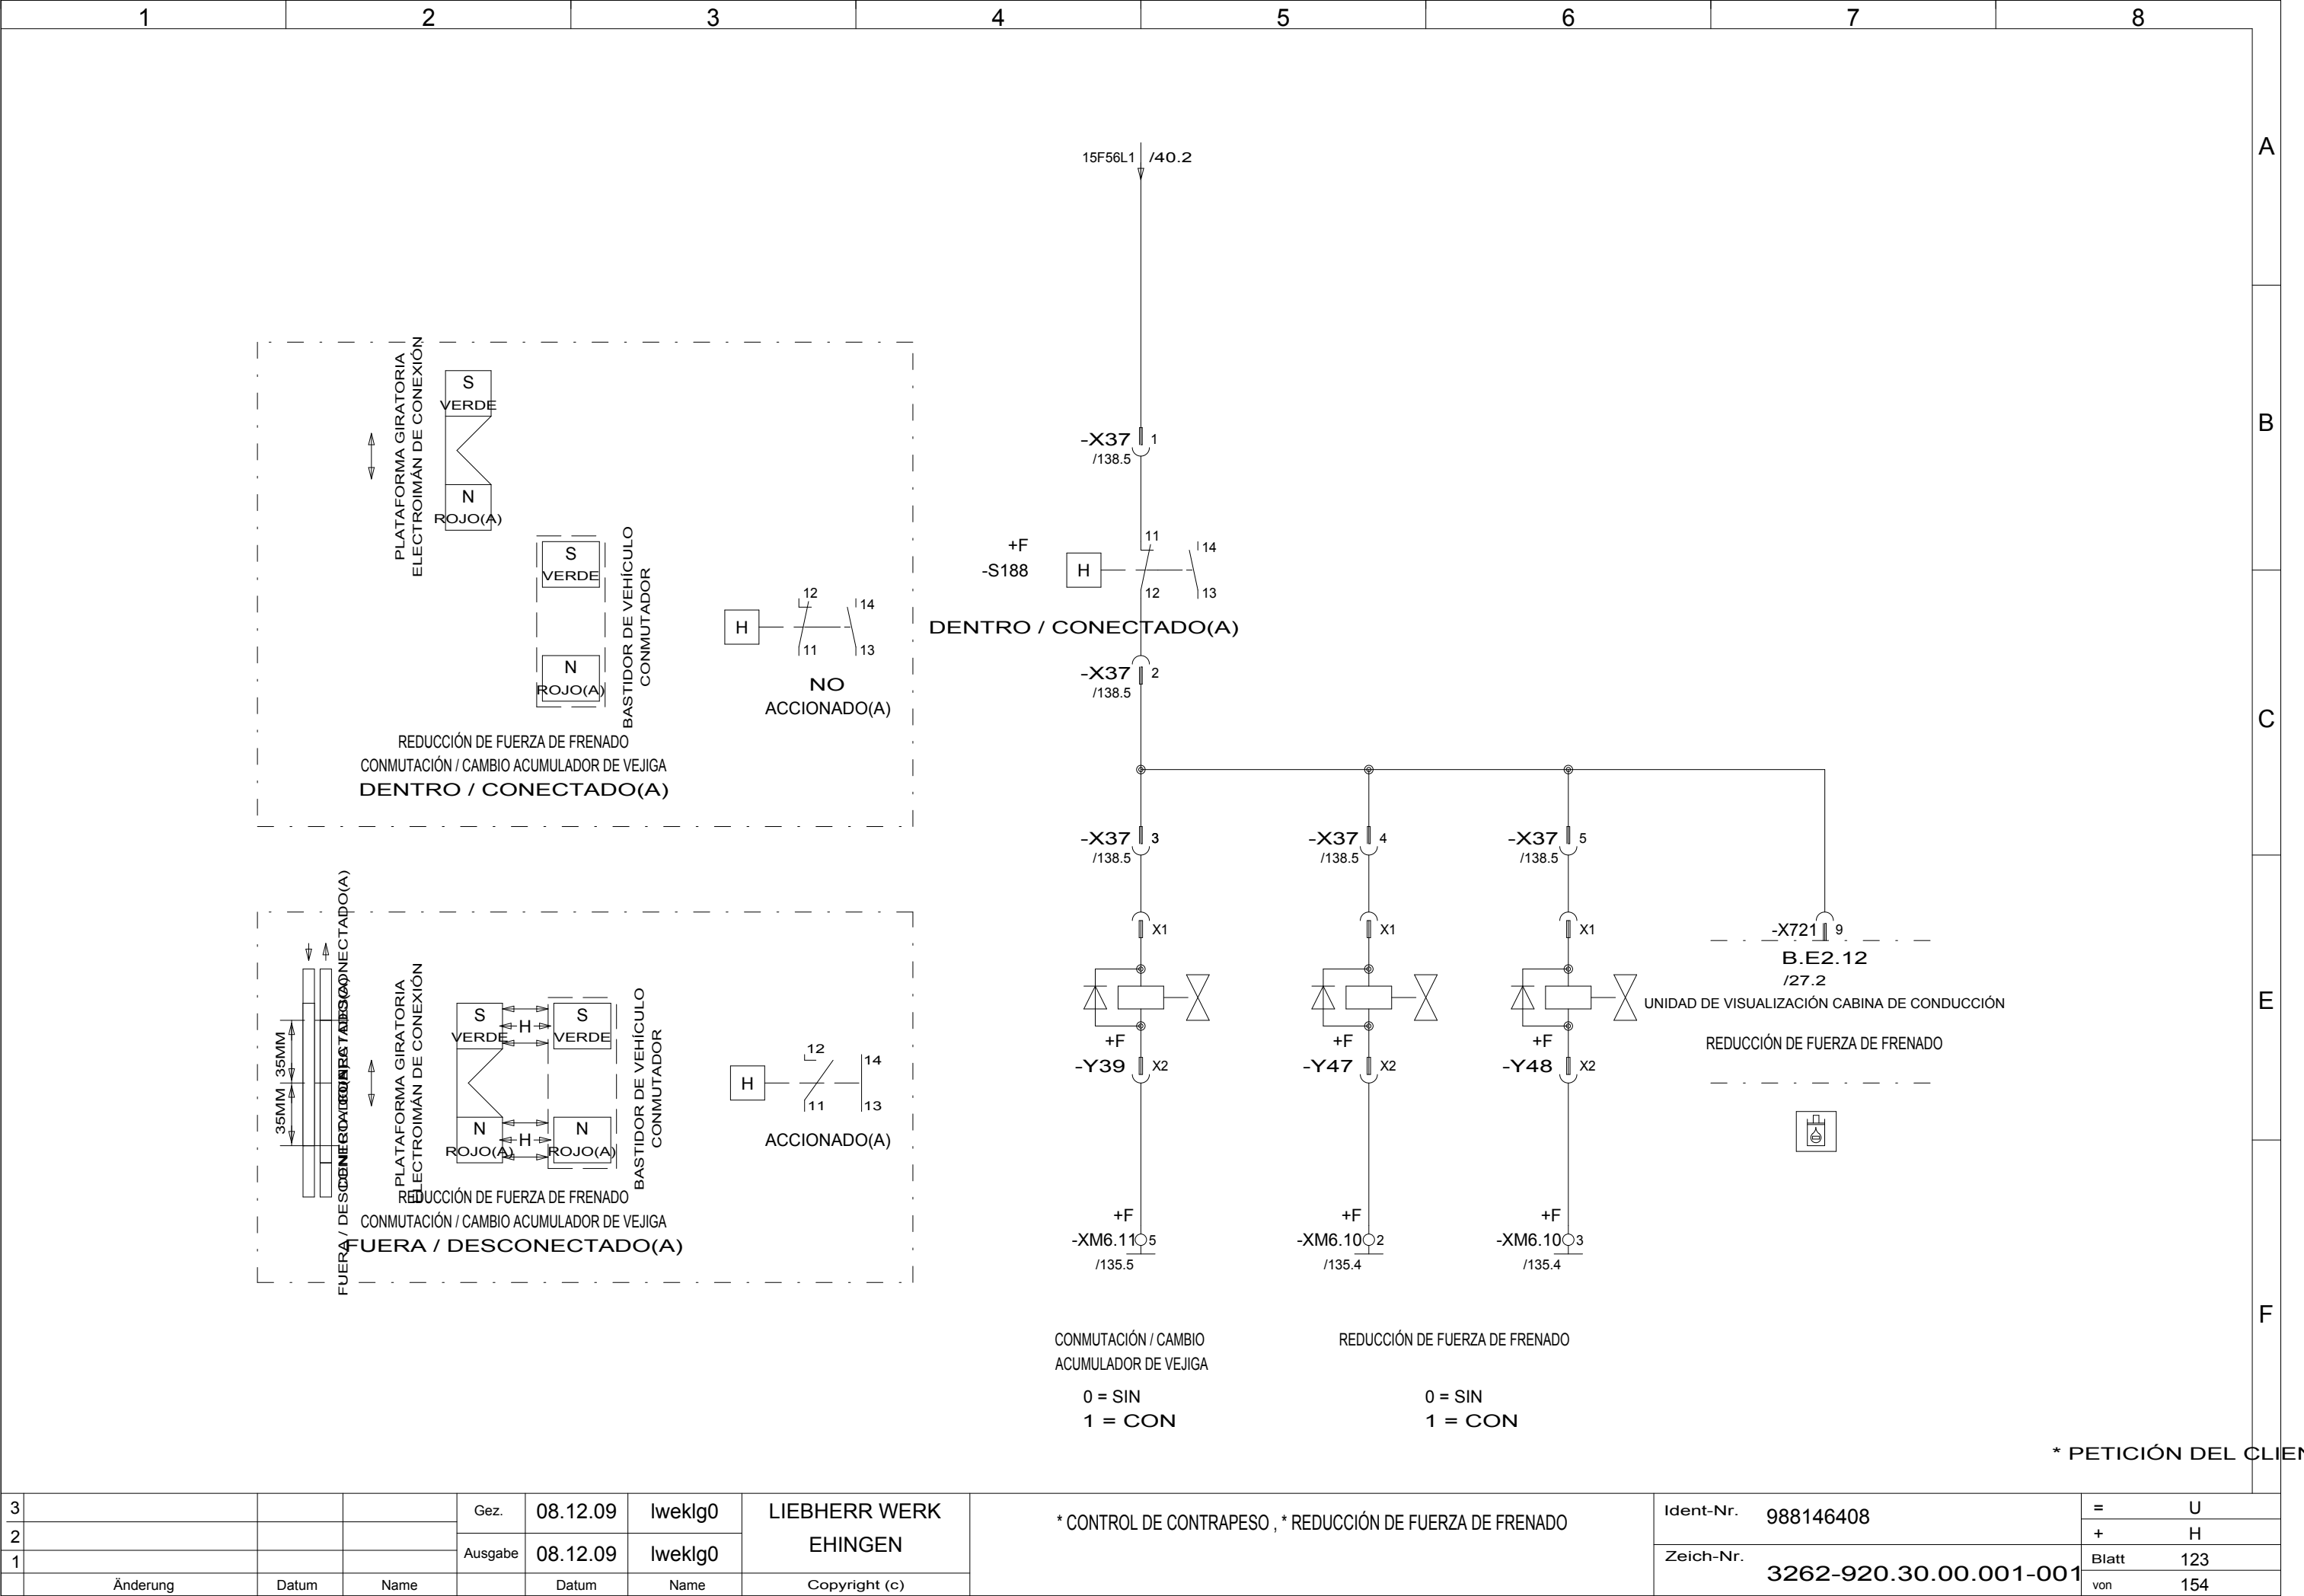 1 2 3 4 5 6 7 8
A
B
C
E
F
15F56L1 /40.2
-X37 1
/138.5
+F
-S188
H
11
14
12
13
DENTRO / CONECTADO(A)
-X37 2
/138.5
PLATAFORMA GIRATORIA
ELECTROIMÁN DE CONEXIÓN
S
VERDE
N
ROJO(A)
S
VERDE
N
ROJO(A)
BASTIDOR DE VEHÍCULO
CONMUTADOR
H
12
14
11
13
NO
ACCIONADO(A)
REDUCCIÓN DE FUERZA DE FRENADO
CONMUTACIÓN / CAMBIO ACUMULADOR DE VEJIGA
DENTRO / CONECTADO(A)
35MM 35MM
PLATAFORMA GIRATORIA
ELECTROIMÁN DE CONEXIÓN
S
VERDE
H
S
VERDE
N
ROJO(A)
H
N
ROJO(A)
BASTIDOR DE VEHÍCULO
CONMUTADOR
H
12
14
11
13
ACCIONADO(A)
REDUCCIÓN DE FUERZA DE FRENADO
CONMUTACIÓN / CAMBIO ACUMULADOR DE VEJIGA
FUERA / DESCONECTADO(A)
-X37 3
/138.5
-X37 4
/138.5
-X37 5
/138.5
X1
X1
X1
-X721 9
B.E2.12
/27.2
UNIDAD DE VISUALIZACIÓN CABINA DE CONDUCCIÓN
REDUCCIÓN DE FUERZA DE FRENADO
+F
-Y39 X2
+F
-Y47 X2
+F
-Y48 X2
+F
-XM6.11 5
/135.5
+F
-XM6.10 2
/135.4
+F
-XM6.10 3
/135.4
CONMUTACIÓN / CAMBIO
ACUMULADOR DE VEJIGA
0 = SIN
1 = CON
REDUCCIÓN DE FUERZA DE FRENADO
0 = SIN
1 = CON
* PETICIÓN DEL CLIEN
3
2
1
Änderung Datum Name
Gez. 08.12.09 lweklg0
Ausgabe 08.12.09 lweklg0
Datum Name
LIEBHERR WERK
EHINGEN
Copyright (c)
* CONTROL DE CONTRAPESO , * REDUCCIÓN DE FUERZA DE FRENADO
Ident-Nr. 988146408
Zeich-Nr. 3262-920.30.00.001-001
= U
+ H
Blatt 123
von 154